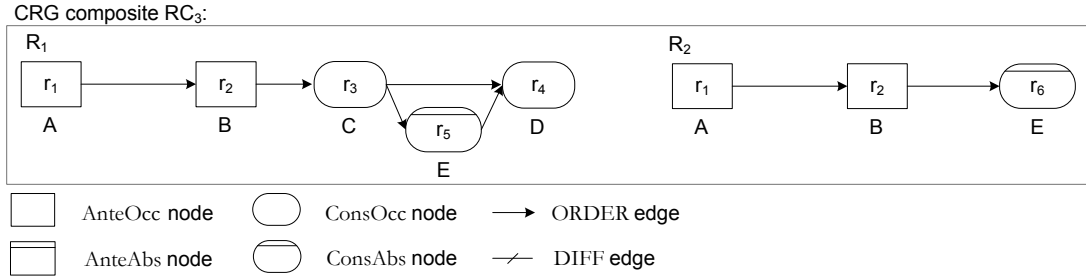 CRG composite RC3:
R1
R2
r1
r2
r3
r4
r1
r2
r6
A
B
C
r5
D
A
B
E
E
AnteOcc node
ConsOcc node
ORDER edge
AnteAbs node
ConsAbs node
DIFF edge